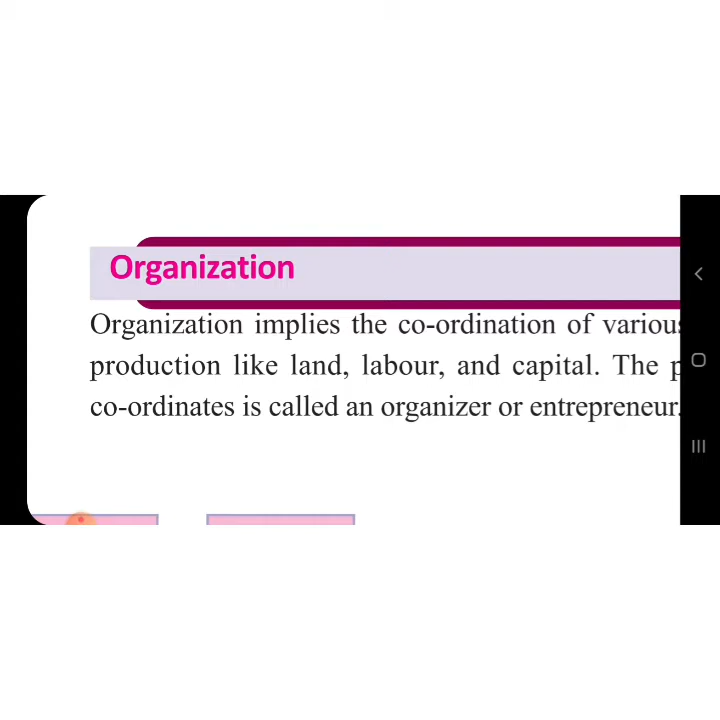 Organization
Organization implies the co-ordination of various
production like land, labour, and capital. The
co-ordinates is called an organizer or entrepreneur.